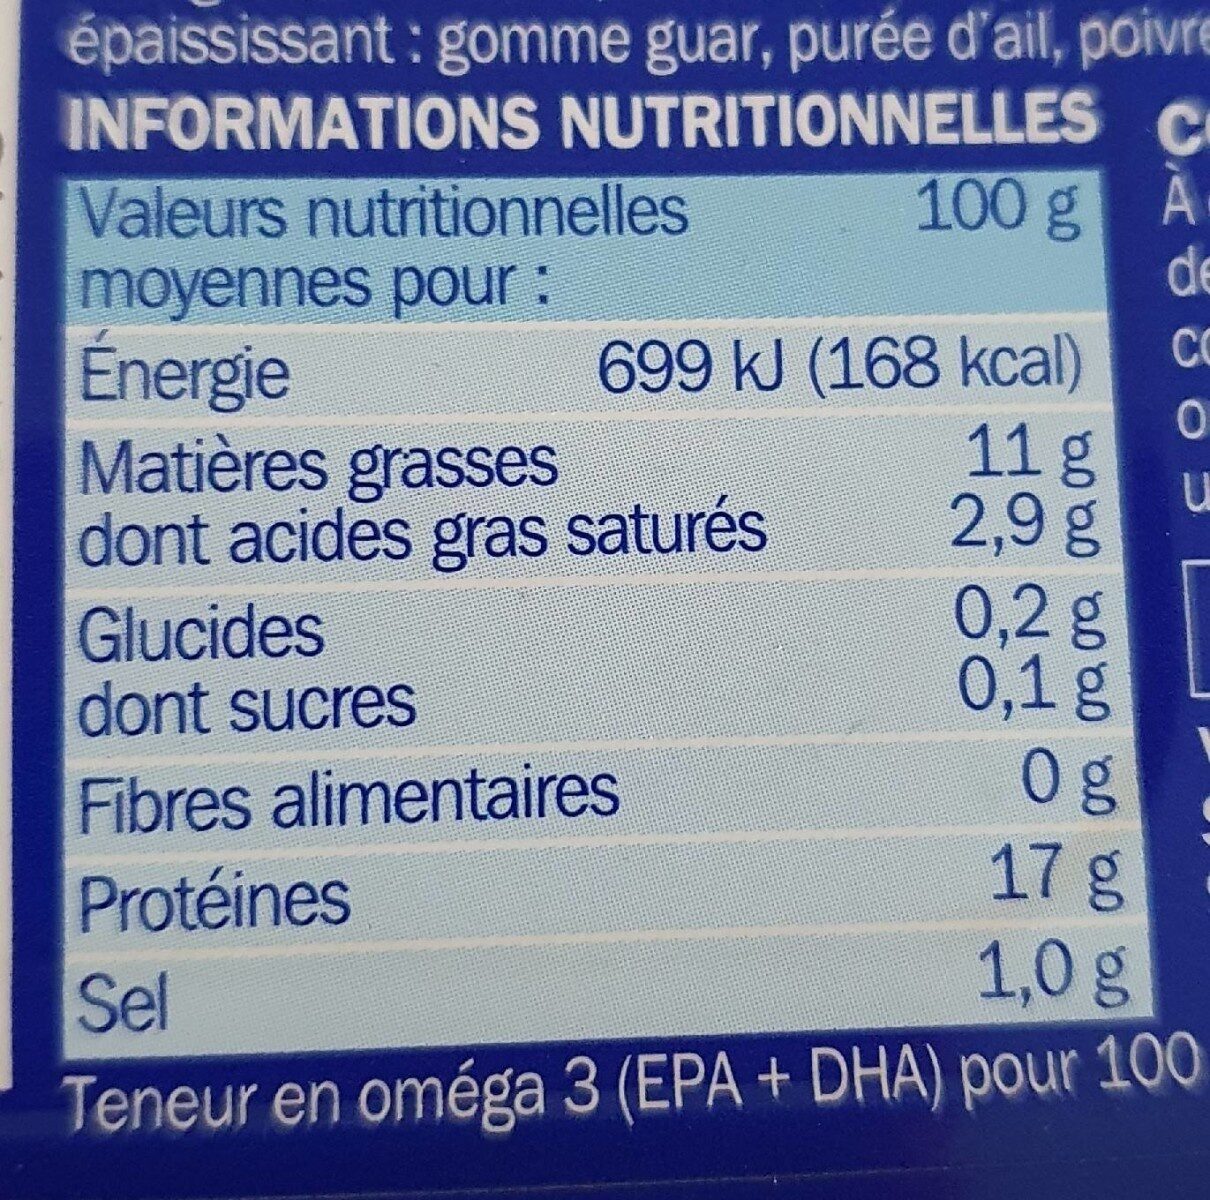 épaississant : gomme guar, purée d'ail, poivre
INFORMATIONS NUTRITIONNELLES
Valeurs nutritionnelles 100 g
moyennes pour :
Énergie 699 kJ (168 kcal)
Matières grasses 11 g
dont acides gras saturés 2,9 g
Glucides 0,2 g
dont sucres 0,1 g
Fibres alimentaires 0 g
Protéines 17 g
Sel 1,0 g
Teneur en oméga 3 (EPA + DHA) pour 100
À